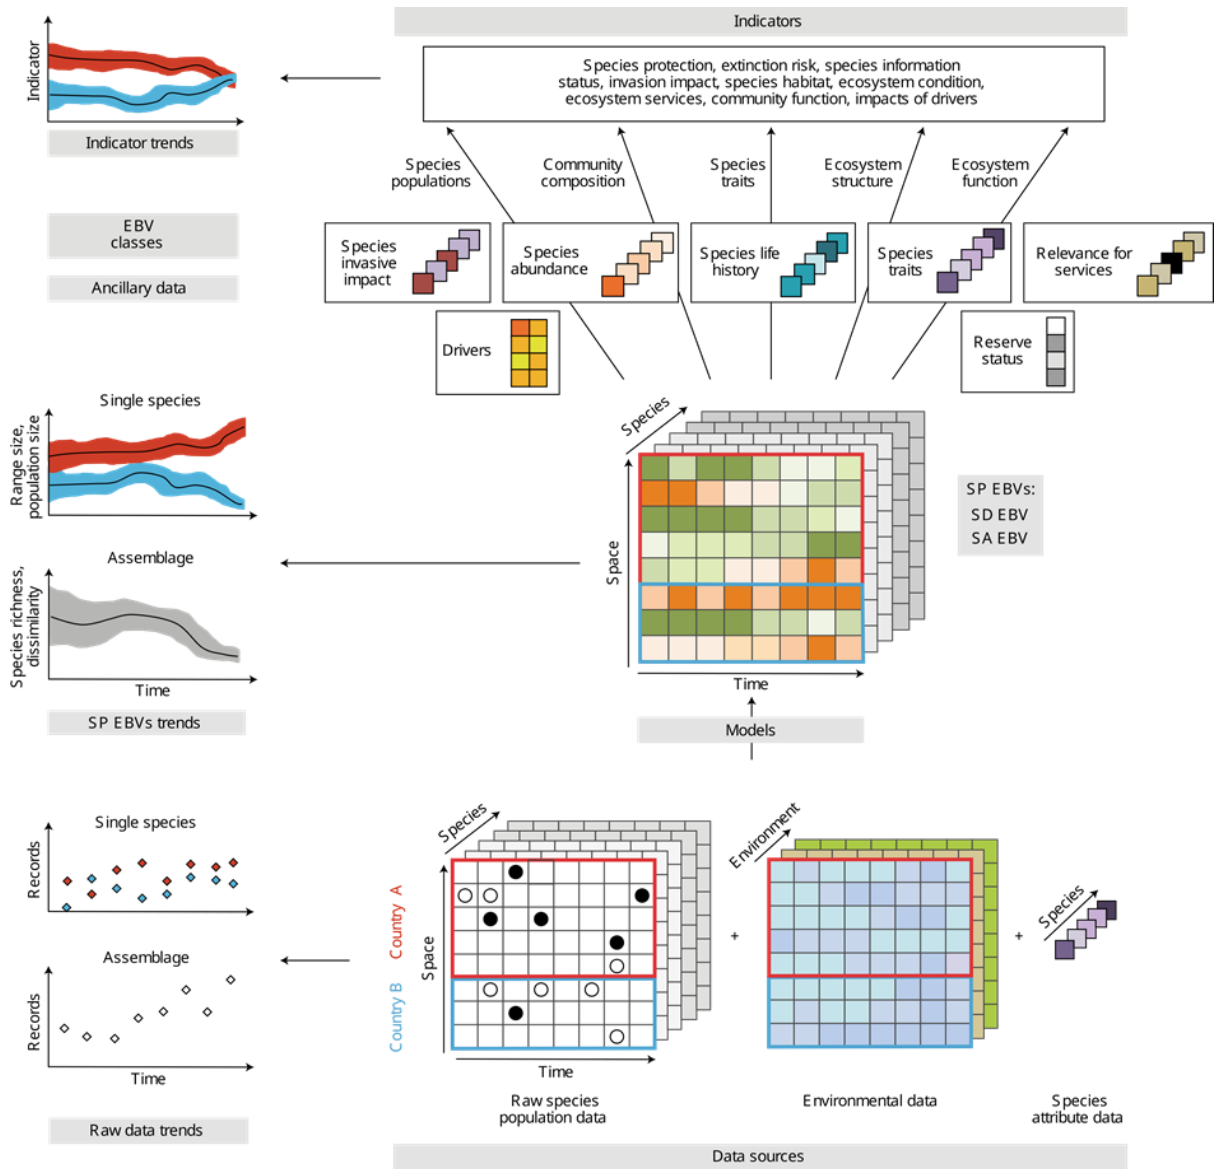 Indicators
Species protection, extinction risk, species information
status, invasion impact, species habitat, ecosystem condition,
ecosystem services, community function, impacts of drivers
Indicator
Indicator trends
Species
populations
Community
composition
Species
traits
Ecosystem
structure
Ecosystem
function
EBV
classes
Ancillary data
Species
invasive
impact
Species
abundance
Species life
history
Species
traits
Relevance for
services
Drivers
Reserve
status
Single species
Range size,
population size
Assemblage
Species richness,
dissimilarity
Time
SP EBVs trends
Species
Space
Time
SP EBVs:
SD EBV
SA EBV
Models
Single species
Records
Assemblage
Records
Time
Raw data trends
Species
Country A
Country B
Space
Time
Raw species
population data
+
Environment
Environmental data
+
Species
Species
attribute data
Data sources